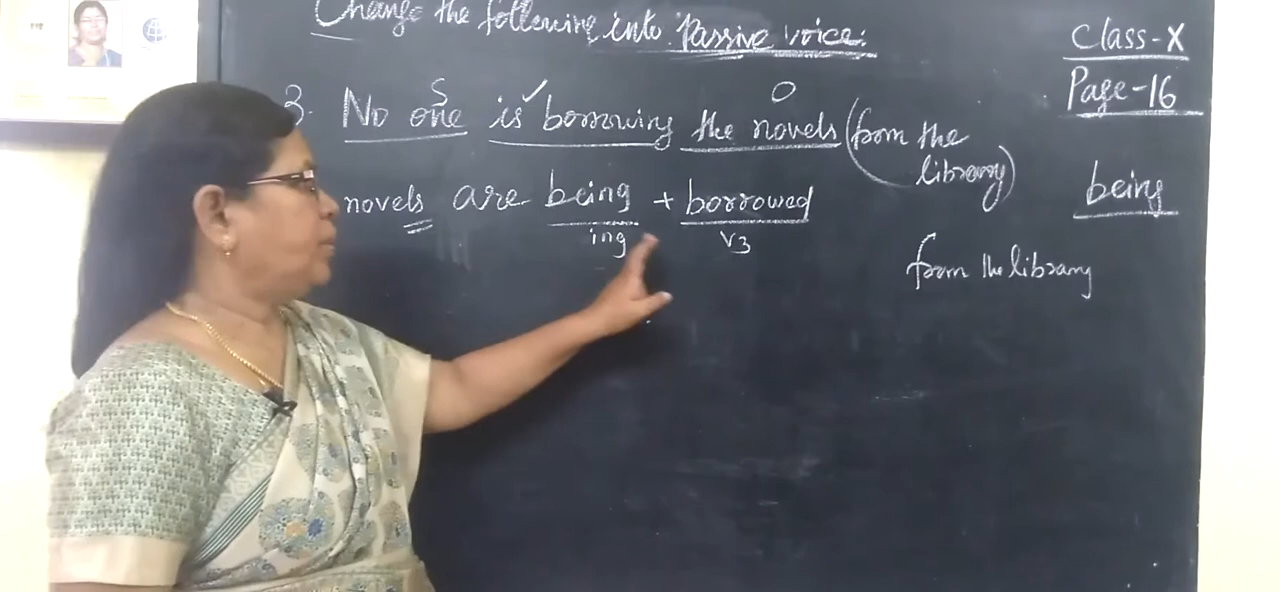 Change the following into Passive voice:
Class-X
Page-16
S O
3. No one is borrowing the novels (from the
library)
novels are being + borrowed
being
ing V3
from the library